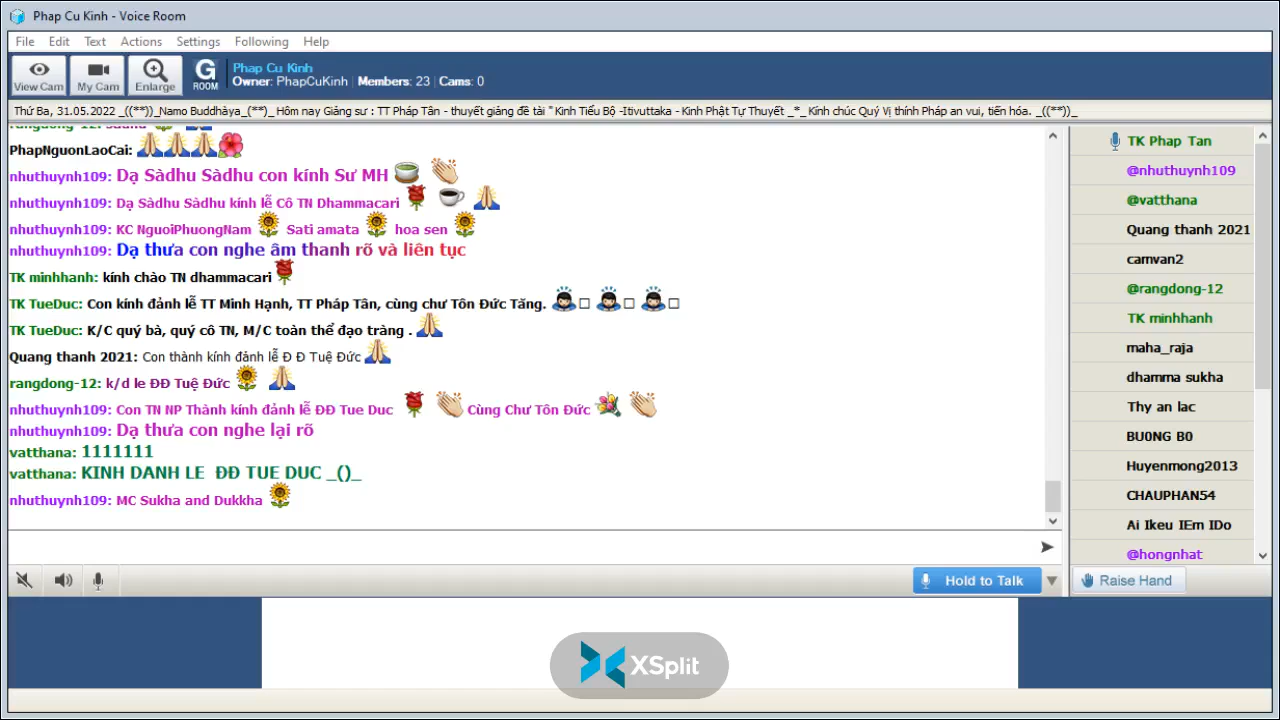 Phap Cu Kinh - Voice Room
File Edit Text Actions Settings Following Help
View Cam My Cam Enlarge G ROOM
Phap Cu Kinh
Owner: PhapCuKinh | Members: 23 | Cams: 0
Thứ Ba, 31.05.2022 _((**))_Namo Buddhàya_(**)_ Hôm nay Giảng sư : TT Pháp Tân - thuyết giảng đề tài " Kinh Tiểu Bộ -Itivuttaka - Kinh Phật Tự Thuyết _*_ Kính chúc Quý Vị thính Pháp an vui, tiến hóa. _((**))_
rangdong-12: sadhu
PhapNguonLaoCai:
nhuthuynh109: Dạ Sàdhu Sàdhu con kính Sư MH
nhuthuynh109: Dạ Sàdhu Sàdhu kính lễ Cô TN Dhammacari
nhuthuynh109: KC NguoiPhuongNam Sati amata hoa sen
nhuthuynh109: Dạ thưa con nghe âm thanh rõ và liên tục
TK minhhanh: kính chào TN dhammacari
TK TueDuc: Con kính đảnh lễ TT Minh Hạnh, TT Pháp Tân, cùng chư Tôn Đức Tăng.
TK TueDuc: K/C quý bà, quý cô TN, M/C toàn thể đạo tràng .
Quang thanh 2021: Con thành kính đảnh lễ Đ Đ Tuệ Đức
rangdong-12: k/d le ĐĐ Tuệ Đức
nhuthuynh109: Con TN NP Thành kính đảnh lễ ĐĐ Tue Duc Cùng Chư Tôn Đức
nhuthuynh109: Dạ thưa con nghe lại rõ
vatthana: 1111111
vatthana: KINH DANH LE ĐĐ TUE DUC _()_
nhuthuynh109: MC Sukha and Dukkha
Hold to Talk
TK Phap Tan
@nhuthuynh109
@vatthana
Quang thanh 2021
camvan2
@rangdong-12
TK minhhanh
maha_raja
dhamma sukha
Thy an lac
BU0NG B0
Huyenmong2013
CHAUPHAN54
Ai Ikeu IEm IDo
@hongnhat
Raise Hand
XSplit